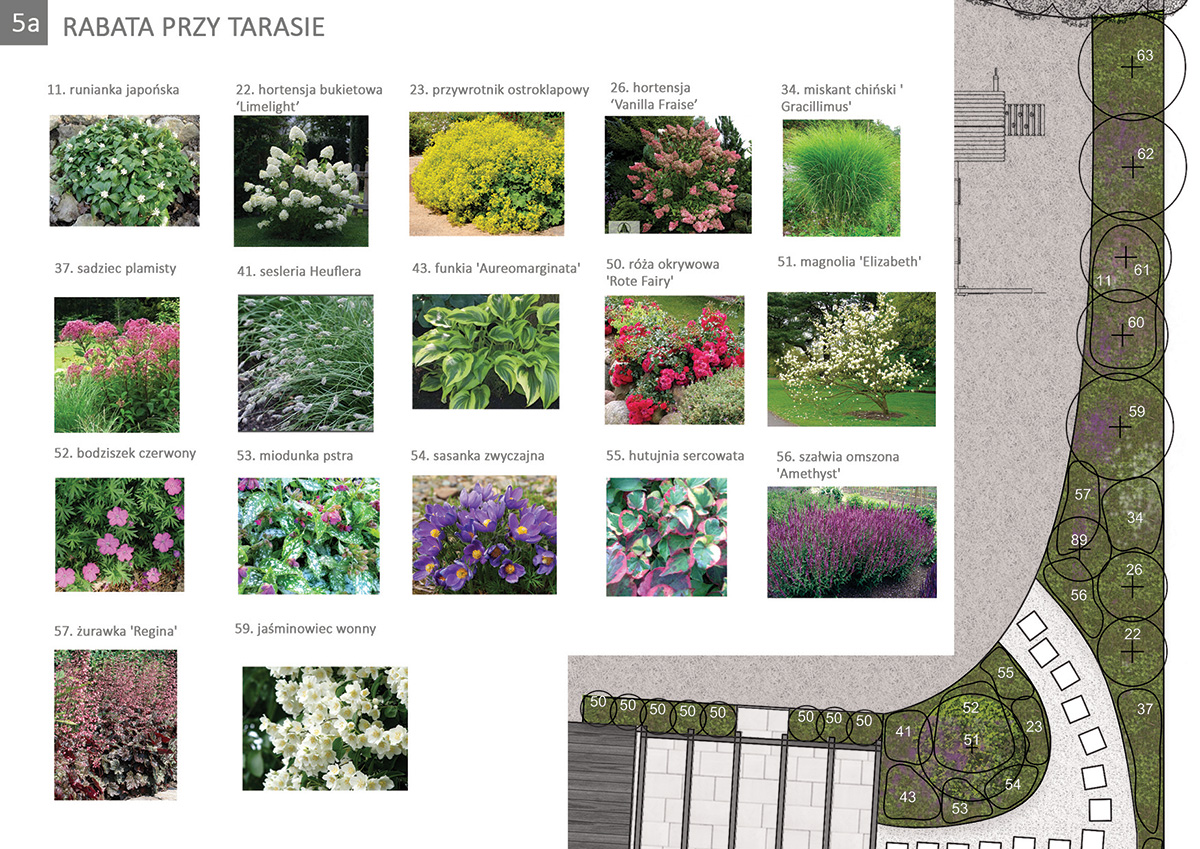 5a RABATA PRZY TARASIE
11. runianka japońska
22. hortensja bukietowa
‘Limelight’
23. przywrotnik ostroklapowy
26. hortensja
‘Vanilla Fraise’
34. miskant chiński '
Gracillimus'
37. sadziec plamisty
41. sesleria Heuflera
43. funkia 'Aureomarginata'
50. róża okrywowa
'Rote Fairy'
51. magnolia 'Elizabeth'
52. bodziszek czerwony
53. miodunka pstra
54. sasanka zwyczajna
55. hutujnia sercowata
56. szałwia omszona
'Amethyst'
57. żurawka 'Regina'
59. jaśminowiec wonny
63
62
61
11
60
59
57
34
89
26
56
22
55
37
50 50 50 50 50 50 50 50
52
41
51
23
43
53
54